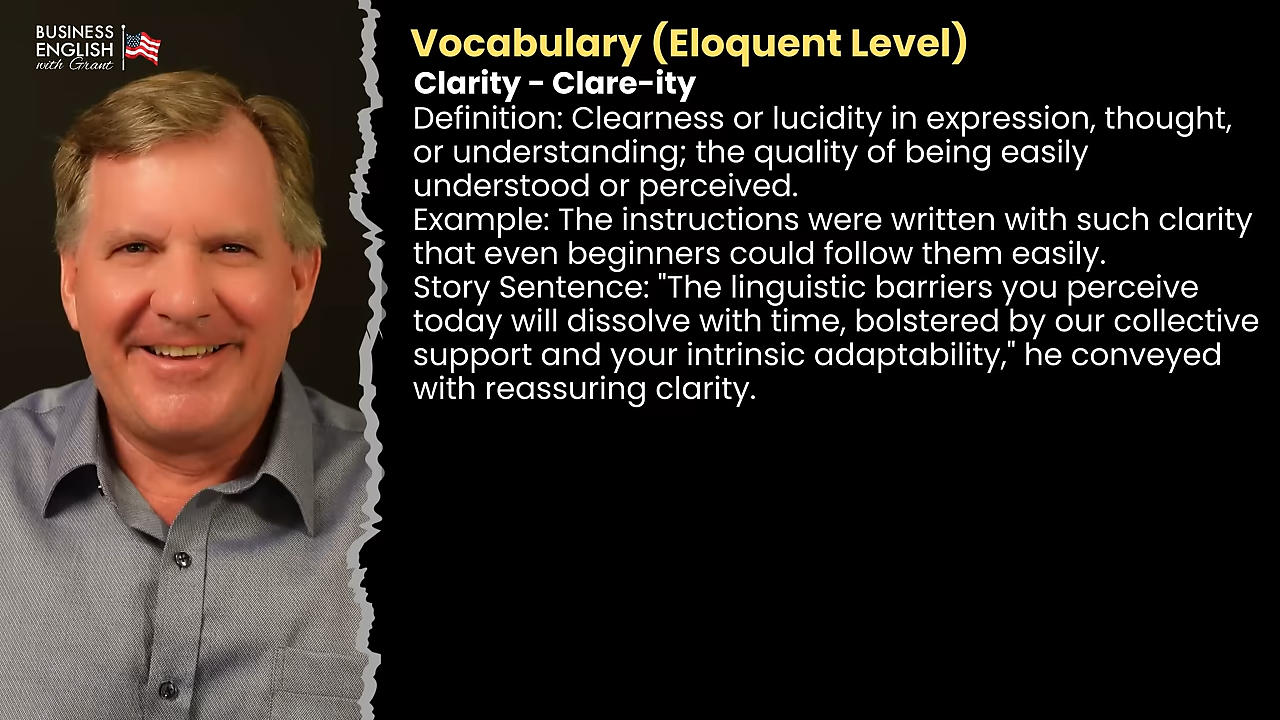 BUSINESS
ENGLISH
with Grant
Vocabulary (Eloquent Level)
Clarity - Clare-ity
Definition: Clearness or lucidity in expression, thought,
or understanding; the quality of being easily
understood or perceived.
Example: The instructions were written with such clarity
that even beginners could follow them easily.
Story Sentence: "The linguistic barriers you perceive
today will dissolve with time, bolstered by our collective
support and your intrinsic adaptability," he conveyed
with reassuring clarity.